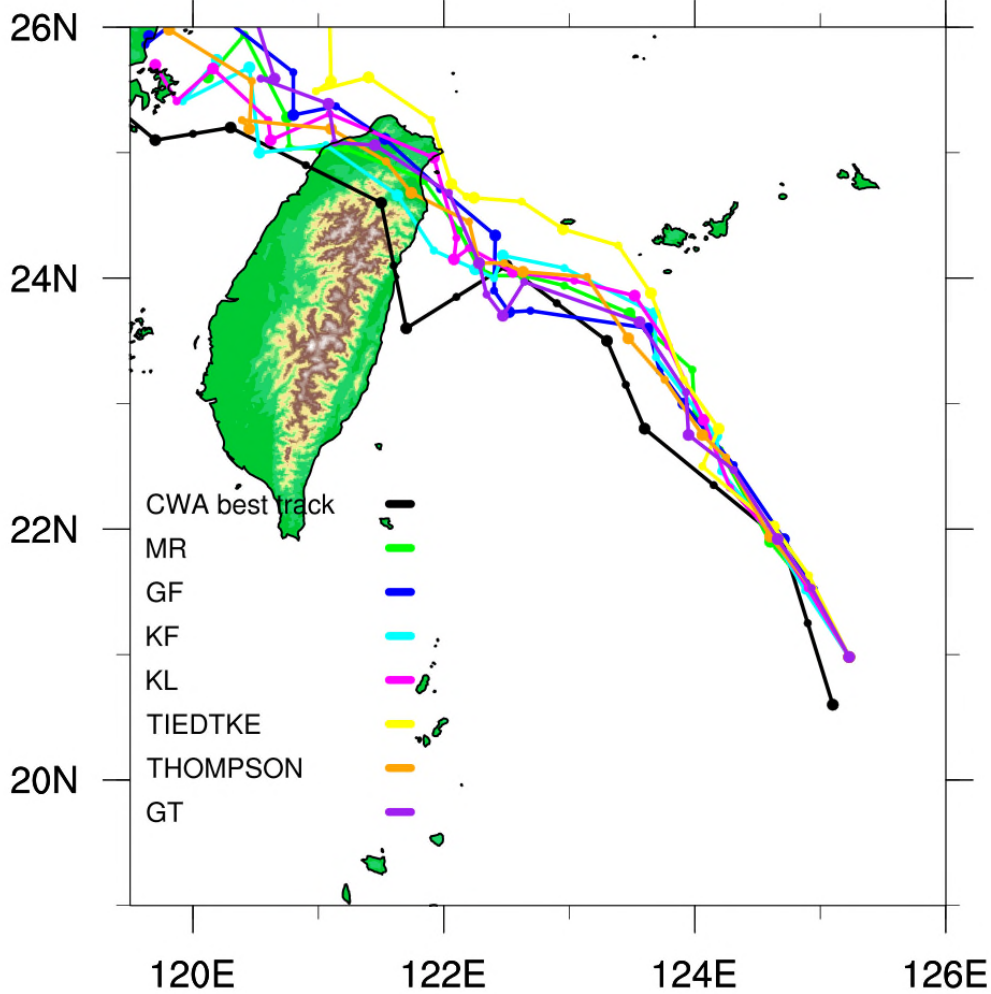 26N
24N
22N
20N
CWA best track
MR
GF
KF
KL
TIEDTKE
THOMPSON
GT
120E
122E
124E
126E